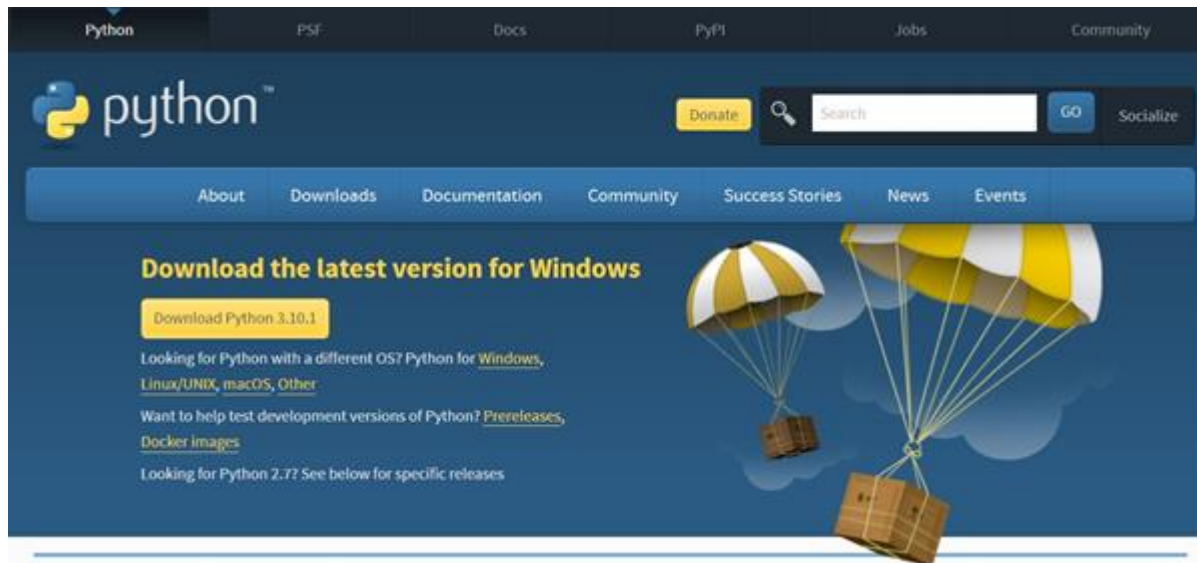 Python PSF Docs PyPI Jobs Community
python™
Donate Search GO Socialize
About Downloads Documentation Community Success Stories News Events
Download the latest version for Windows
Download Python 3.10.1
Looking for Python with a different OS? Python for Windows,
Linux/UNIX, macOS, Other
Want to help test development versions of Python? Prereleases,
Docker images
Looking for Python 2.7? See below for specific releases